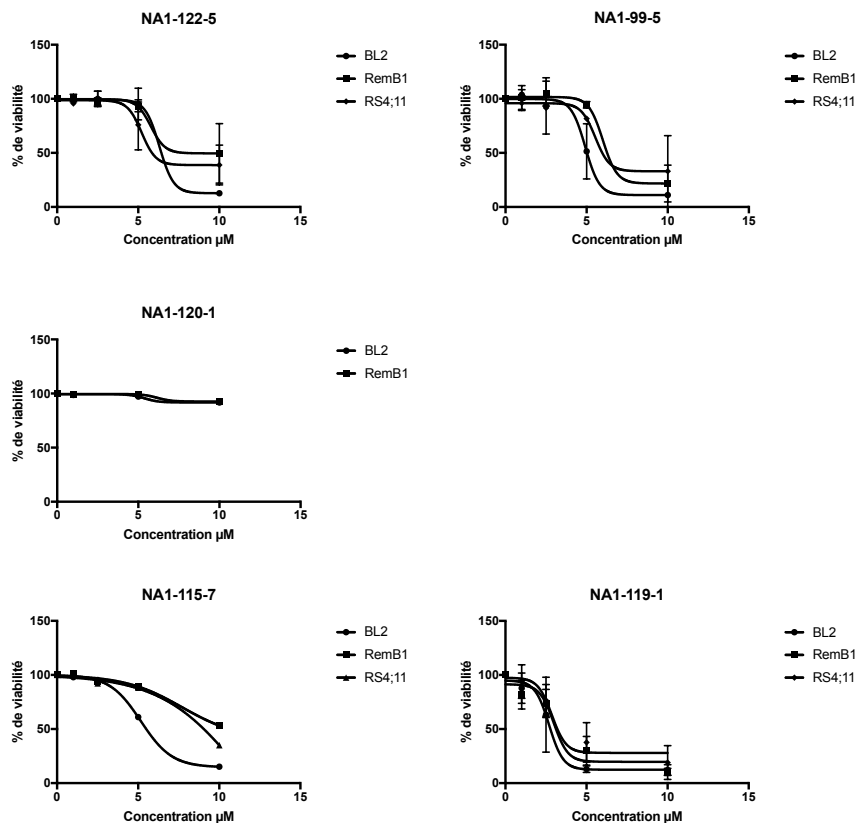 NA1-122-5
150
100
50
0
0
5
10
15
% de viabilité
Concentration µM
BL2
RemB1
RS4;11
NA1-99-5
150
100
50
0
0
5
10
15
% de viabilité
Concentration µM
BL2
RemB1
RS4;11
NA1-120-1
150
100
50
0
0
5
10
15
% de viabilité
Concentration µM
BL2
RemB1
NA1-115-7
150
100
50
0
0
5
10
15
% de viabilité
Concentration µM
BL2
RemB1
RS4;11
NA1-119-1
150
100
50
0
0
5
10
15
% de viabilité
Concentration µM
BL2
RemB1
RS4;11